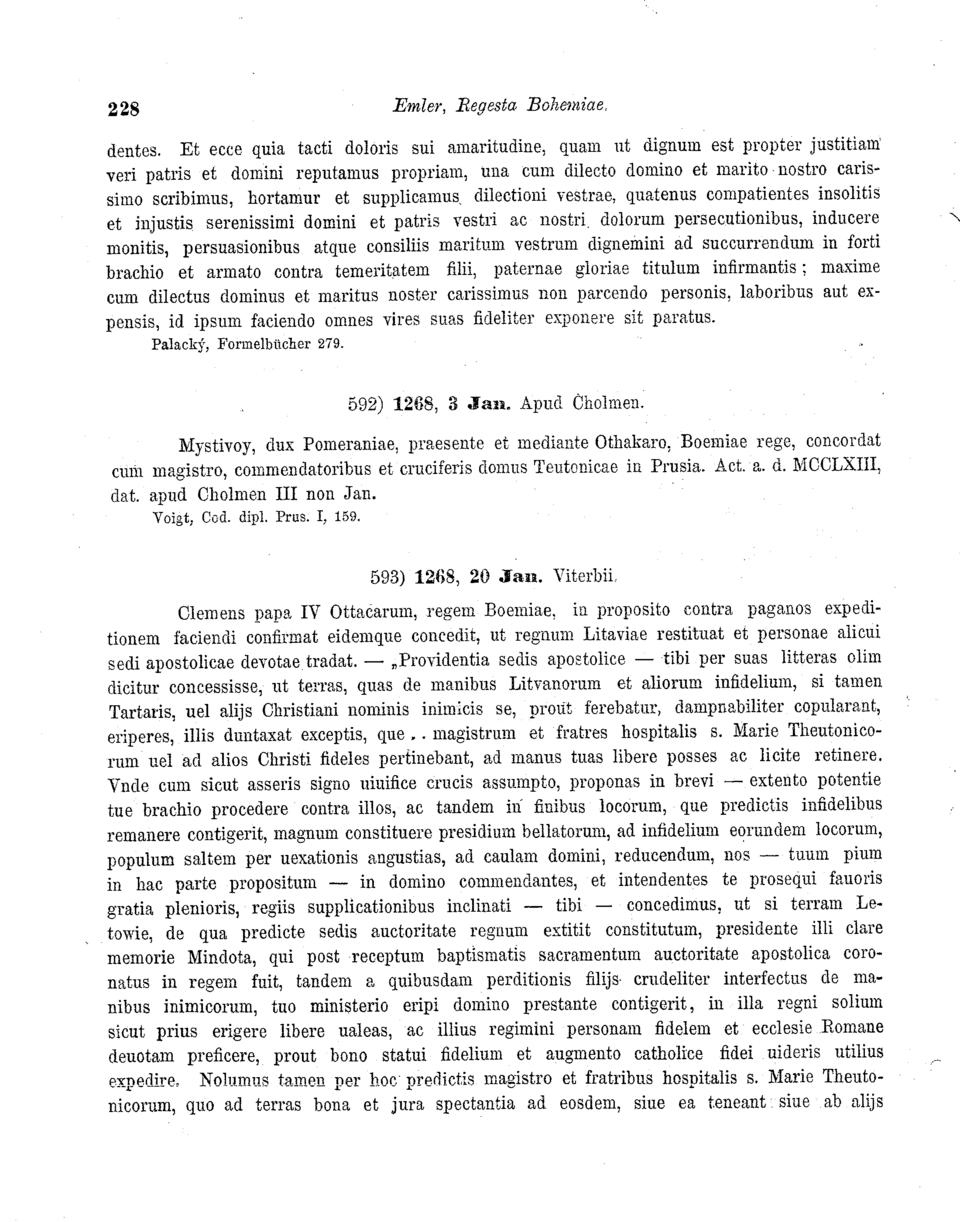 228
Emler, Regesta Bohemiae.
dentes. Et ecce quia tacti doloris sui amaritudine, quam ut dignum est propter justitiam
veri patris et domini reputamus propriam, una cum dilecto domino et marito nostro caris-
simo scribimus, hortamur et supplicamus dilectioni vestrae, quatenus compatientes insolitis
et injustis serenissimi domini et patris vestri ac nostri dolorum persecutionibus, inducere
monitis, persuasionibus atque consiliis maritum vestrum dignemini ad succurrendum in forti
brachio et armato contra temeritatem filii, paternae gloriae titulum infirmantis; maxime
cum dilectus dominus et maritus noster carissimus non parcendo personis, laboribus aut ex-
pensis, id ipsum faciendo omnes vires suas fideliter exponere sit paratus.
Palacký, Formelbücher 279.
592) 1268, 3 Jan. Apud Cholmen.
Mystivoy, dux Pomeraniae, praesente et mediante Othakaro, Boemiae rege, concordat
cum magistro, commendatoribus et cruciferis domus Teutonicae in Prusia. Act. a. d. MCCLXIII,
dat. apud Cholmen III non Jan.
Voigt, Cod. dipl. Prus. I, 159.
593) 1268, 20 Jan. Viterbii.
Clemens papa IV Ottacarum, regem Boemiae, in proposito contra paganos expedi-
tionem faciendi confirmat eidemque concedit, ut regnum Litaviae restituat et personae alicui
sedi apostolicae devotae tradat. — „Providentia sedis apostolice — tibi per suas litteras olim
dicitur concessisse, ut terras, quas de manibus Litvanorum et aliorum infidelium, si tamen
Tartaris, uel alijs Christiani nominis inimicis se, prout ferebatur, dampnabiliter copularant,
eriperes, illis duntaxat exceptis, que . . magistrum et fratres hospitalis s. Marie Theutonico-
rum uel ad alios Christi fideles pertinebant, ad manus tuas libere posses ac licite retinere.
Vnde cum sicut asseris signo uiuifice crucis assumpto, proponas in brevi — extento potentie
tue brachio procedere contra illos, ac tandem in finibus locorum, que predictis infidelibus
remanere contigerit, magnum constituere presidium bellatorum, ad infidelium eorundem locorum,
populum saltem per uexationis angustias, ad caulam domini, reducendum, nos — tuum pium
in hac parte propositum — in domino commendantes, et intendentes te prosequi fauoris
gratia plenioris, regiis supplicationibus inclinati — tibi — concedimus, ut si terram Le-
towie, de qua predicte sedis auctoritate regnum extitit constitutum, presidente illi clare
memorie Mindota, qui post receptum baptismatis sacramentum auctoritate apostolica coro-
natus in regem fuit, tandem a quibusdam perditionis filijs crudeliter interfectus de ma-
nibus inimicorum, tuo ministerio eripi domino prestante contigerit, in illa regni solium
sicut prius erigere libere ualeas, ac illius regimini personam fidelem et ecclesie Romane
deuotam preficere, prout bono statui fidelium et augmento catholice fidei uideris utilius
expedire. Nolumus tamen per hoc predictis magistro et fratribus hospitalis s. Marie Theuto-
nicorum, quo ad terras bona et jura spectantia ad eosdem, siue ea teneant siue ab alijs